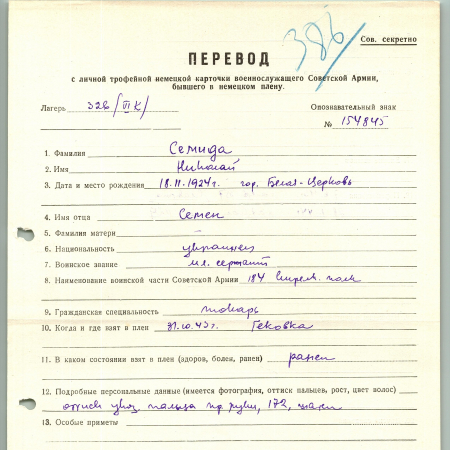 386
Сов. секретно
ПЕРЕВОД
с личной трофейной немецкой карточки военнослужащего Советской Армии,
бывшего в немецком плену.
Лагерь 326/VI К/ Опознавательный знак
№ 154845
1. Фамилия Семида
2. Имя Николай
3. Дата и место рождения 18.11.1924г. гор. Белая-Церковь
4. Имя отца Семен
5. Фамилия матери –
6. Национальность украинец
7. Воинское звание мл. сержант
8. Наименование воинской части Советской Армии 184 стрелк. полк
9. Гражданская специальность токарь
10. Когда и где взят в плен 31.10.43г.
11. В каком состоянии взят в плен (здоров, болен, ранен) ранен
12. Подробные персональные данные (имеется фотография, оттиск пальцев, рост, цвет волос)
оттиск указ. пальца пр. руки, 172,
13. Особые приметы